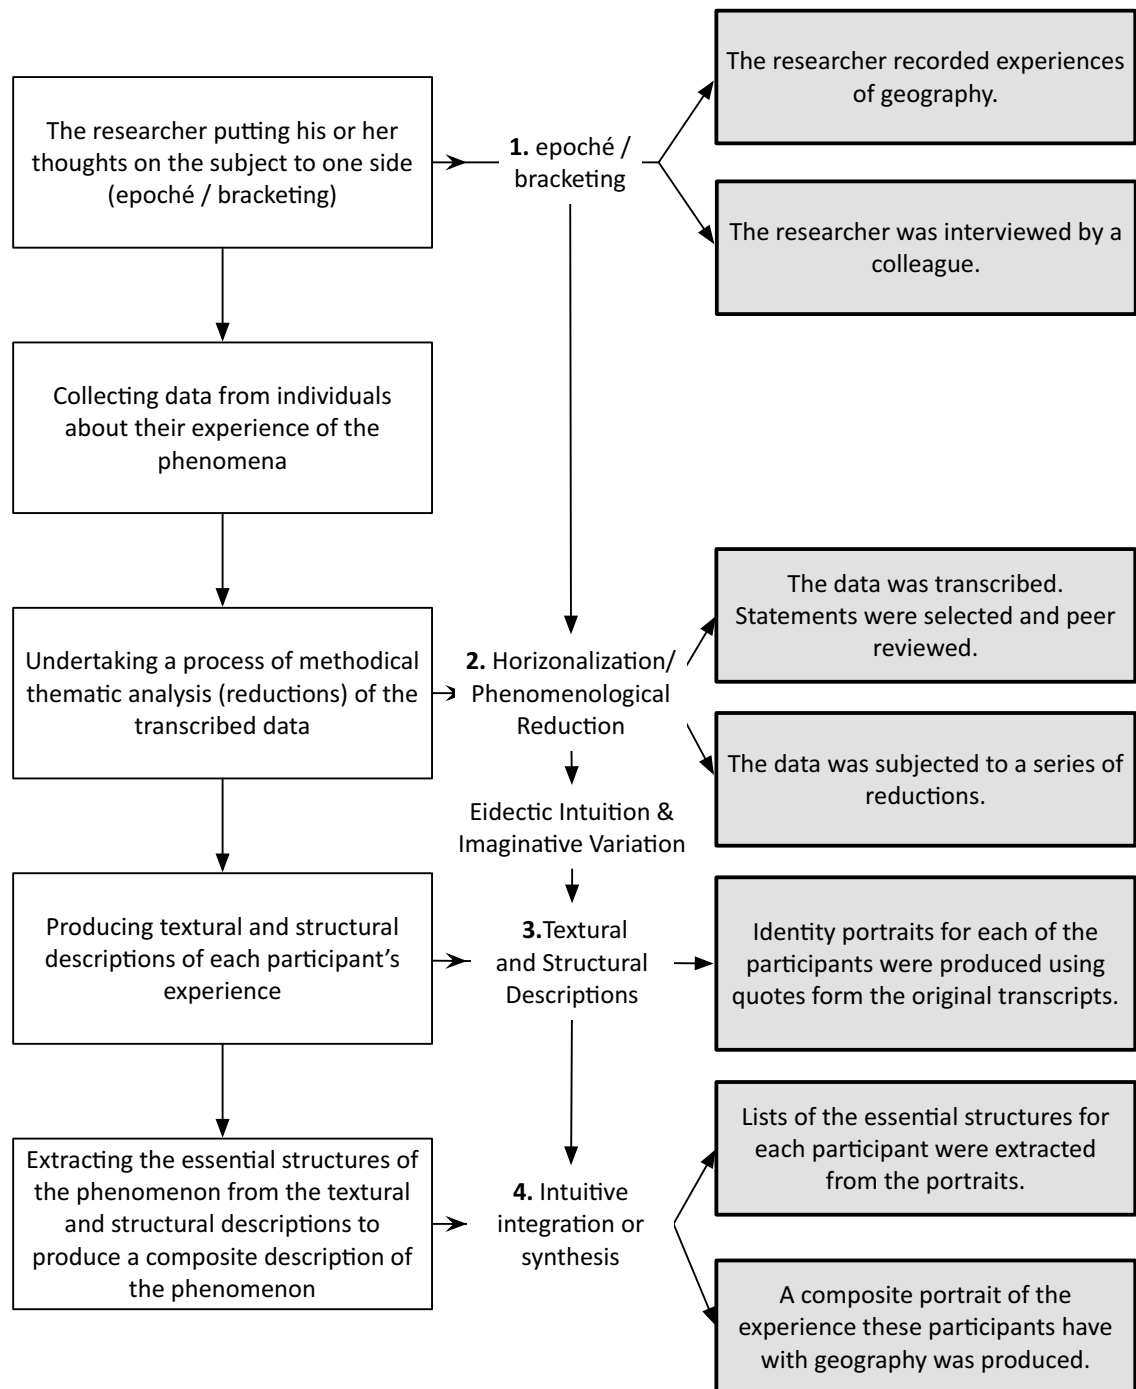 The researcher putting his or her
thoughts on the subject to one side
(epoché / bracketing)
1. epoché /
bracketing
The researcher recorded experiences
of geography.
The researcher was interviewed by a
colleague.
Collecting data from individuals
about their experience of the
phenomena
Undertaking a process of methodical
thematic analysis (reductions) of the
transcribed data
2. Horizonalization/
Phenomenological
Reduction
The data was transcribed.
Statements were selected and peer
reviewed.
The data was subjected to a series of
reductions.
Eidectic Intuition &
Imaginative Variation
Producing textural and structural
descriptions of each participant's
experience
3.Textural
and Structural
Descriptions
Identity portraits for each of the
participants were produced using
quotes form the original transcripts.
Extracting the essential structures of
the phenomenon from the textural
and structural descriptions to
produce a composite description of
the phenomenon
4. Intuitive
integration or
synthesis
Lists of the essential structures for
each participant were extracted
from the portraits.
A composite portrait of the
experience these participants have
with geography was produced.